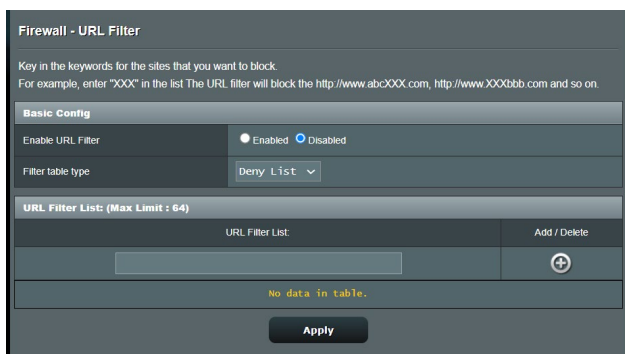 Firewall - URL Filter
Key in the keywords for the sites that you want to block.
For example, enter "XXX" in the list The URL filter will block the http://www.abcXXX.com, http://www.XXXbbb.com and so on.
Basic Config
Enable URL Filter
Enabled Disabled
Filter table type
Deny List
URL Filter List: (Max Limit : 64)
URL Filter List: Add / Delete
No data in table.
Apply